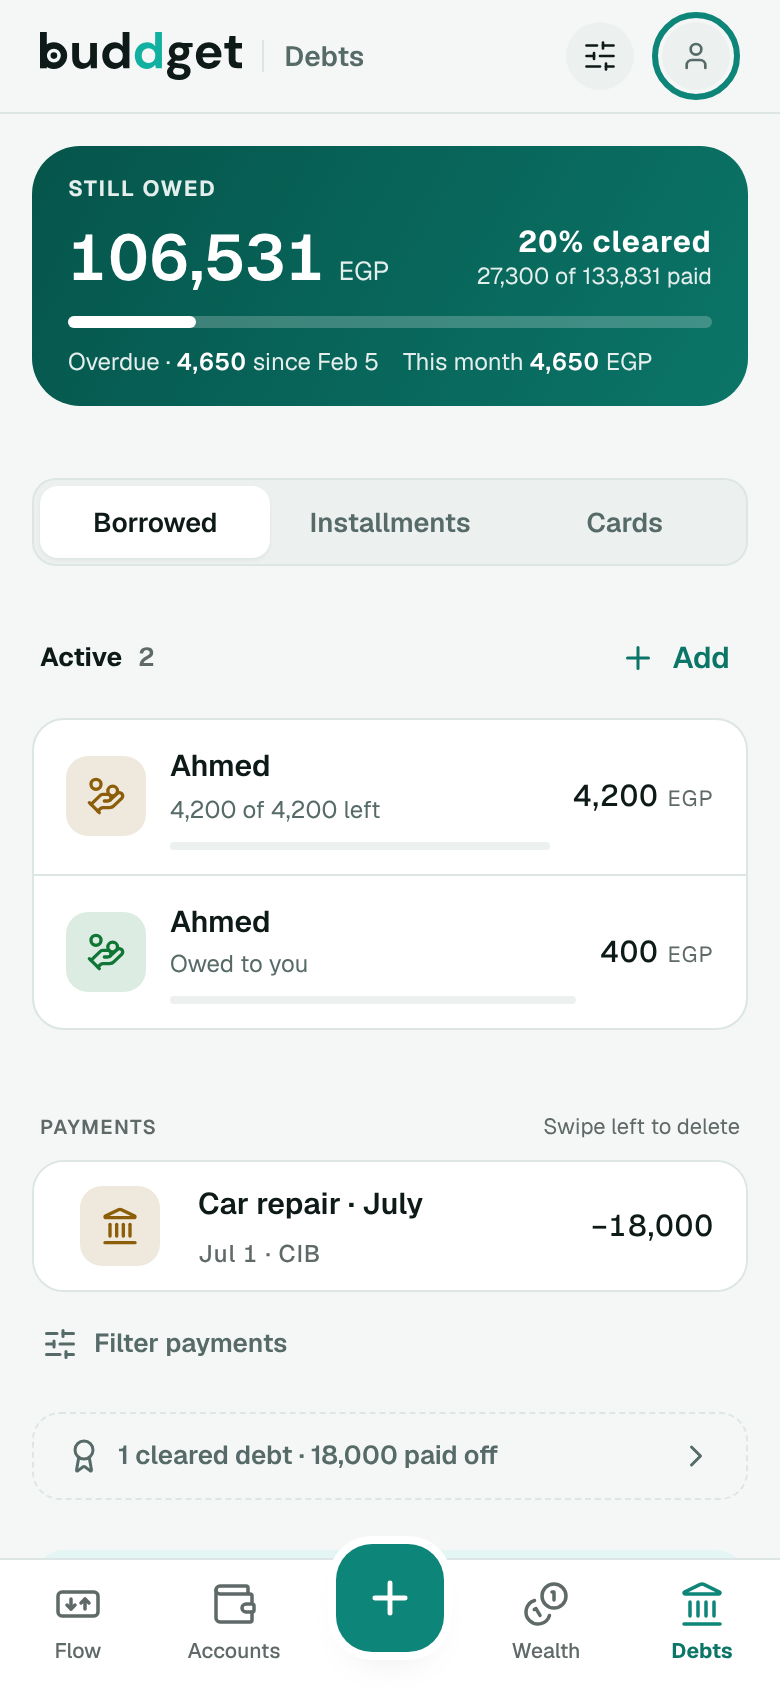 buddget
Debts
STILL OWED
106,531 EGP
20% cleared
27,300 of 133,831 paid
Overdue · 4,650 since Feb 5 This month 4,650 EGP
Borrowed Installments Cards
Active 2
+ Add
Ahmed
4,200 of 4,200 left
4,200 EGP
Ahmed
Owed to you
400 EGP
PAYMENTS
Swipe left to delete
Car repair · July
Jul 1 · CIB
−18,000
Filter payments
1 cleared debt · 18,000 paid off
Flow Accounts Wealth Debts